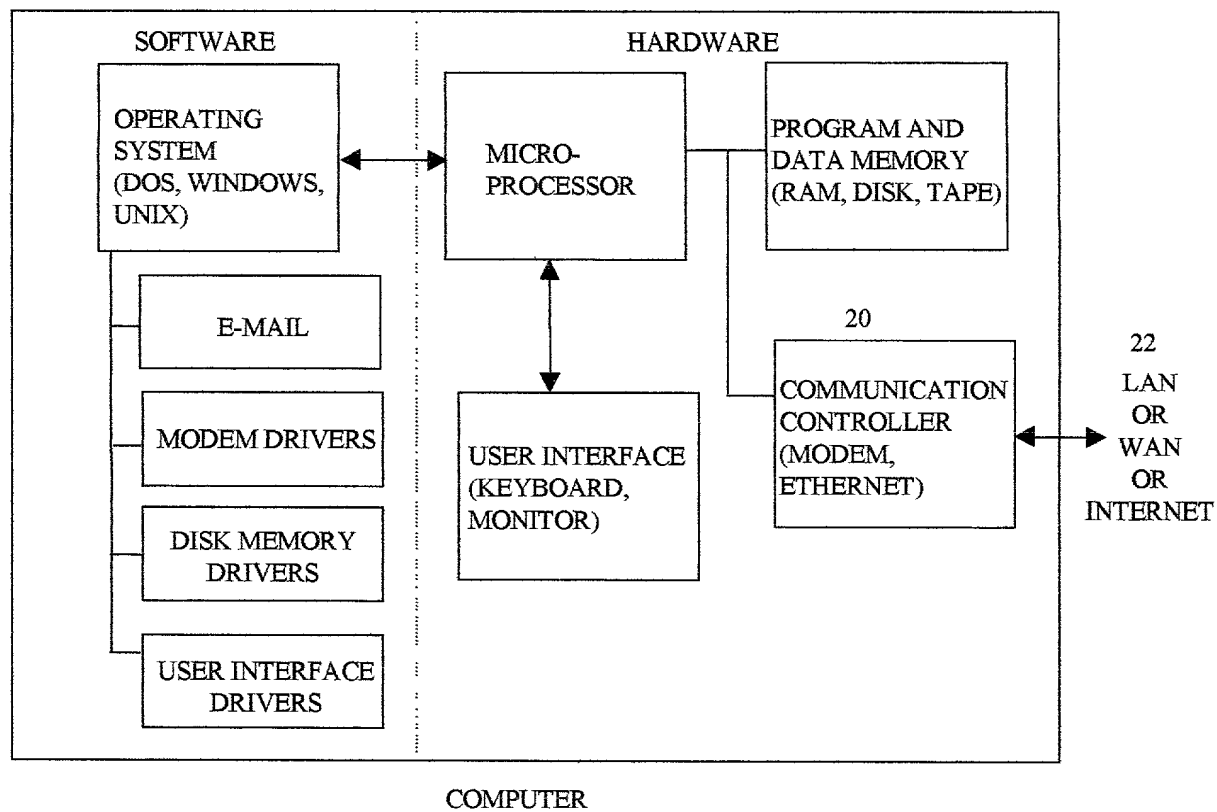 SOFTWARE
OPERATING
SYSTEM
(DOS, WINDOWS,
UNIX)
E-MAIL
MODEM DRIVERS
DISK MEMORY
DRIVERS
USER INTERFACE
DRIVERS
HARDWARE
MICRO-
PROCESSOR
PROGRAM AND
DATA MEMORY
(RAM, DISK, TAPE)
USER INTERFACE
(KEYBOARD,
MONITOR)
20
COMMUNICATION
CONTROLLER
(MODEM,
ETHERNET)
22
LAN
OR
WAN
OR
INTERNET
COMPUTER